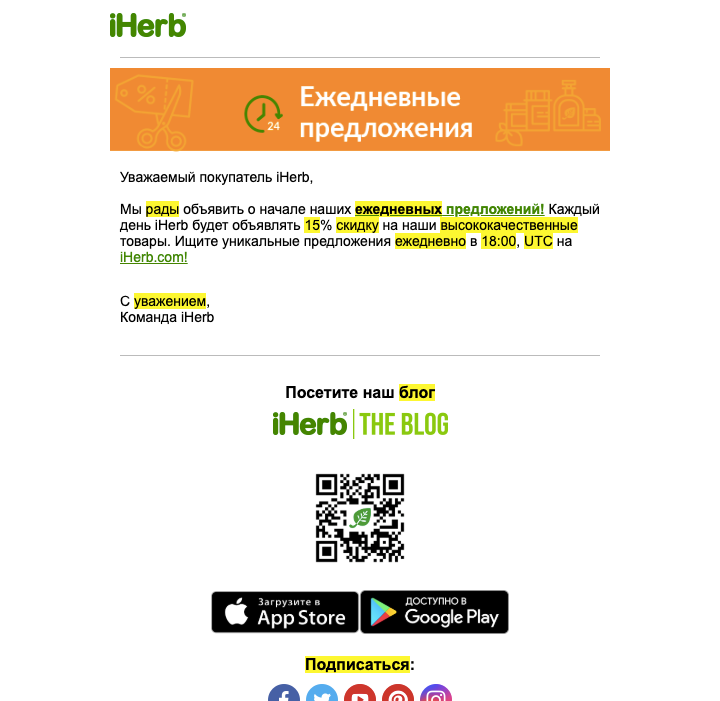 iHerb
24
Ежедневные
предложения
Уважаемый покупатель iHerb,
Мы рады объявить о начале наших ежедневных предложений! Каждый
день iHerb будет объявлять 15% скидку на наши высококачественные
товары. Ищите уникальные предложения ежедневно в 18:00, UTC на
iHerb.com!
С уважением,
Команда iHerb
Посетите наш блог
iHerb | THE BLOG
Загрузите в
App Store
ДОСТУПНО В
Google Play
Подписаться: